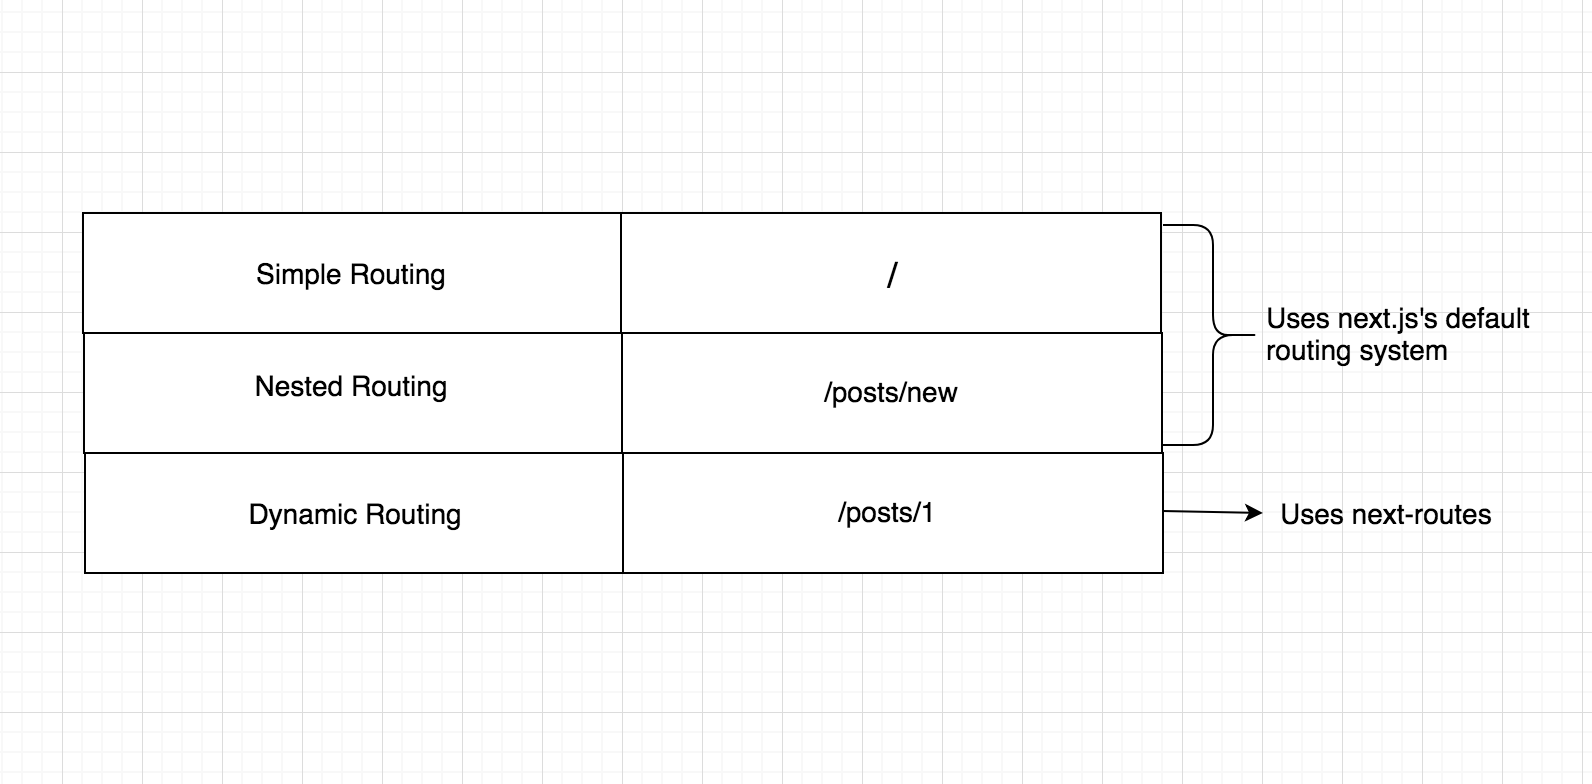 Simple Routing
/
Uses next.js's default
routing system
Nested Routing
/posts/new
Dynamic Routing
/posts/1
Uses next-routes